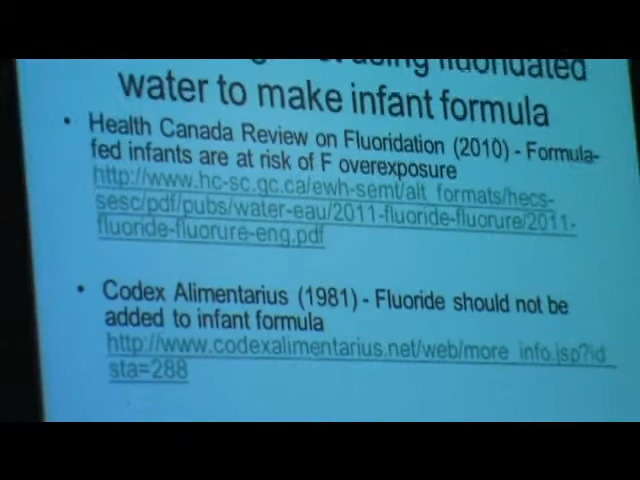 using fluoridated
water to make infant formula
• Health Canada Review on Fluoridation (2010) - Formula-
fed infants are at risk of F overexposure
http://www.hc-sc.gc.ca/ewh-semt/alt_formats/hecs-
sesc/pdf/pubs/water-eau/2011-fluoride-fluorure/2011-
fluoride-fluorure-eng.pdf
• Codex Alimentarius (1981) - Fluoride should not be
added to infant formula
http://www.codexalimentarius.net/web/more_info.jsp?id_
sta=288